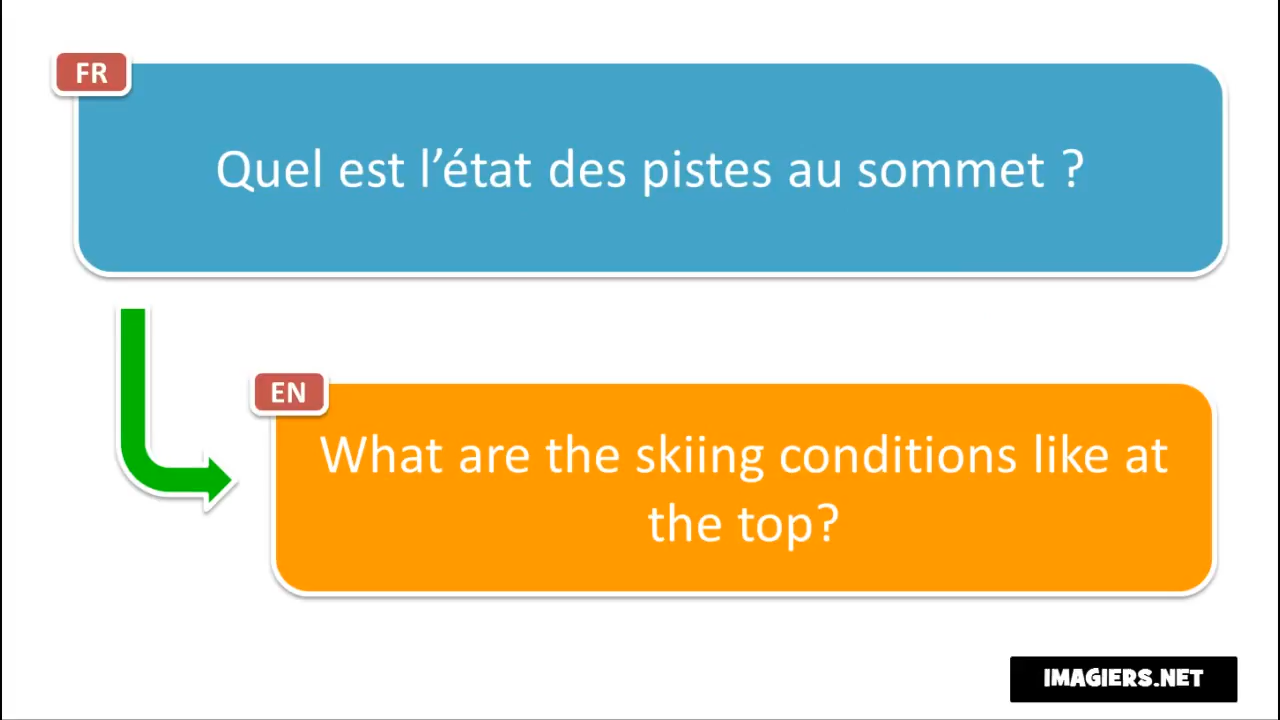 FR
Quel est l’état des pistes au sommet ?
EN
What are the skiing conditions like at
the top?
IMAGIERS.NET